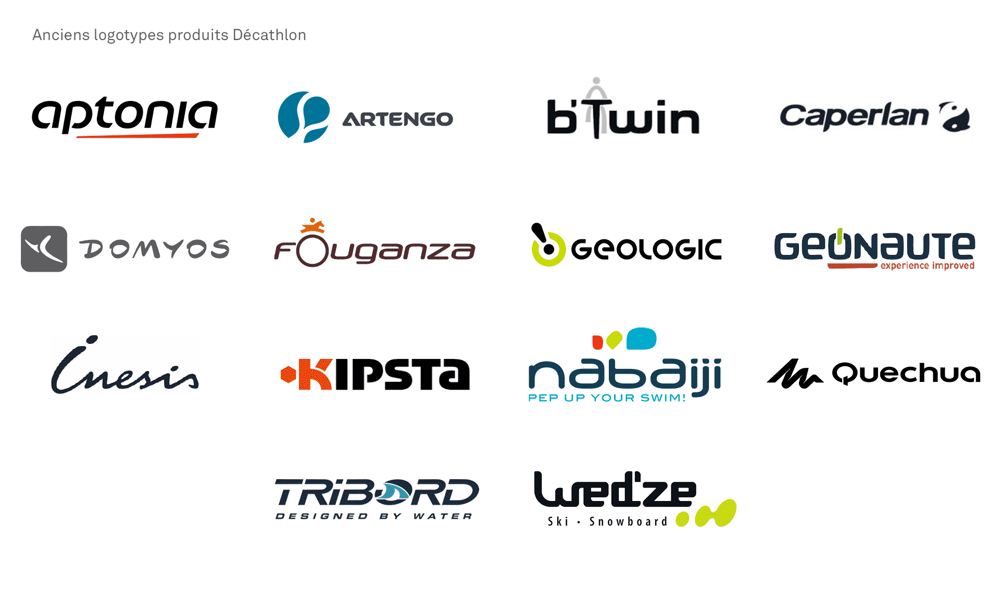 Anciens logotypes produits Décathlon
aptonia
ARTENGO
b'Twin
Caperlan
DOMYOS
fOuganza
GEOLOGIC
GEONAUTE
experience improved
inesis
KIPSTA
nabaiji
PEP UP YOUR SWIM!
Quechua
TRiBORD
DESIGNED BY WATER
wed'ze
Ski • Snowboard